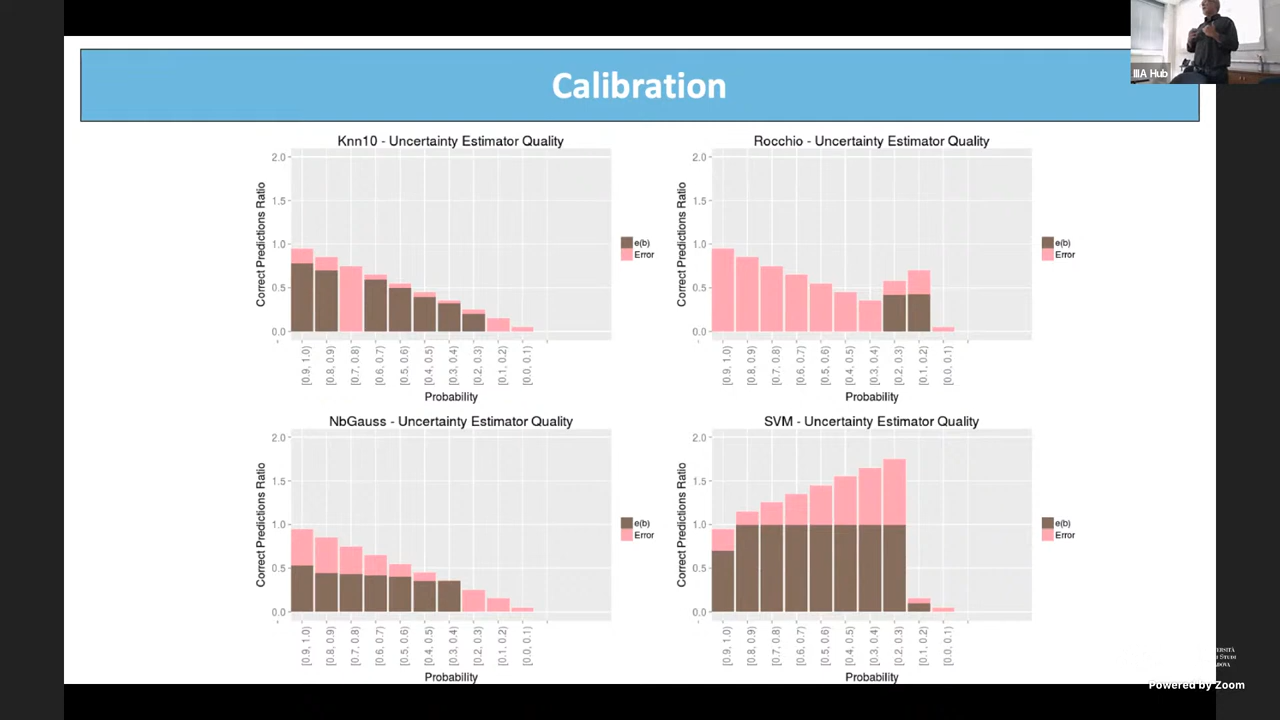 Calibration
IIIA Hub
Knn10 - Uncertainty Estimator Quality
2.0
1.5
1.0
0.5
0.0
Correct Predictions Ratio
[0.9, 1.0)
[0.8, 0.9)
[0.7, 0.8)
[0.6, 0.7)
[0.5, 0.6)
[0.4, 0.5)
[0.3, 0.4)
[0.2, 0.3)
[0.1, 0.2)
[0.0, 0.1)
Probability
e(b)
Error
Rocchio - Uncertainty Estimator Quality
2.0
1.5
1.0
0.5
0.0
Correct Predictions Ratio
[0.9, 1.0)
[0.8, 0.9)
[0.7, 0.8)
[0.6, 0.7)
[0.5, 0.6)
[0.4, 0.5)
[0.3, 0.4)
[0.2, 0.3)
[0.1, 0.2)
[0.0, 0.1)
Probability
e(b)
Error
NbGauss - Uncertainty Estimator Quality
2.0
1.5
1.0
0.5
0.0
Correct Predictions Ratio
[0.9, 1.0)
[0.8, 0.9)
[0.7, 0.8)
[0.6, 0.7)
[0.5, 0.6)
[0.4, 0.5)
[0.3, 0.4)
[0.2, 0.3)
[0.1, 0.2)
[0.0, 0.1)
Probability
e(b)
Error
SVM - Uncertainty Estimator Quality
2.0
1.5
1.0
0.5
0.0
Correct Predictions Ratio
[0.9, 1.0)
[0.8, 0.9)
[0.7, 0.8)
[0.6, 0.7)
[0.5, 0.6)
[0.4, 0.5)
[0.3, 0.4)
[0.2, 0.3)
[0.1, 0.2)
[0.0, 0.1)
Probability
e(b)
Error
Powered by Zoom